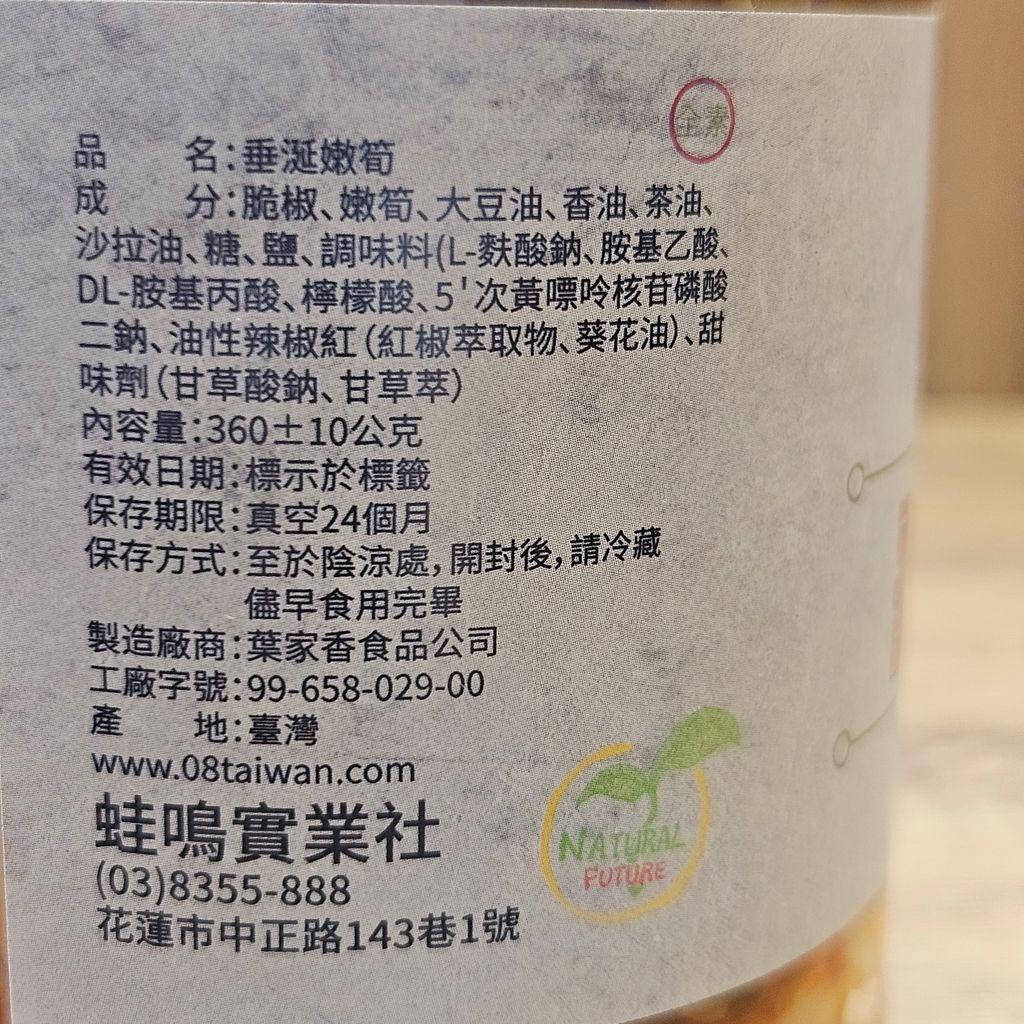 全素
品 名:垂涎嫩筍
成 分:脆椒、嫩筍、大豆油、香油、茶油、
沙拉油、糖、鹽、調味料(L-麩酸鈉、胺基乙酸、
DL-胺基丙酸、檸檬酸、5'次黃嘌呤核苷磷酸
二鈉、油性辣椒紅(紅椒萃取物、葵花油)、甜
味劑(甘草酸鈉、甘草萃)
內容量:360±10公克
有效日期:標示於標籤
保存期限:真空24個月
保存方式:至於陰涼處,開封後,請冷藏
儘早食用完畢
製造廠商:葉家香食品公司
工廠字號:99-658-029-00
產 地:臺灣
www.08taiwan.com
蛙鳴實業社
(03)8355-888
花蓮市中正路143巷1號
NATURAL
FUTURE